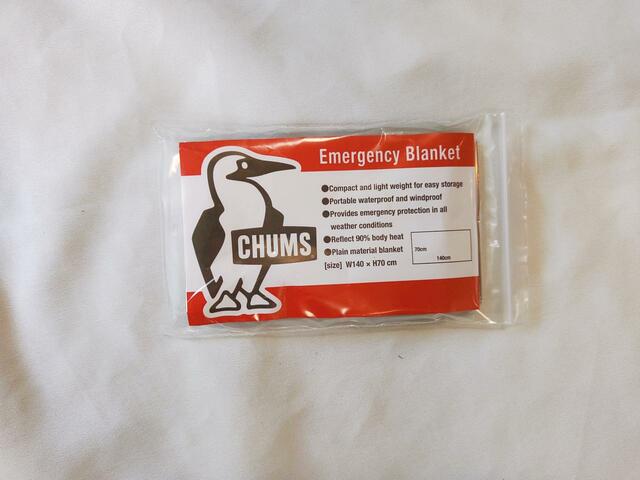 Emergency Blanket
●Compact and light weight for easy storage
●Portable waterproof and windproof
●Provides emergency protection in all
weather conditions
●Reflect 90% body heat
●Plain material blanket
[size] W140 × H70 cm
70cm
140cm
CHUMS